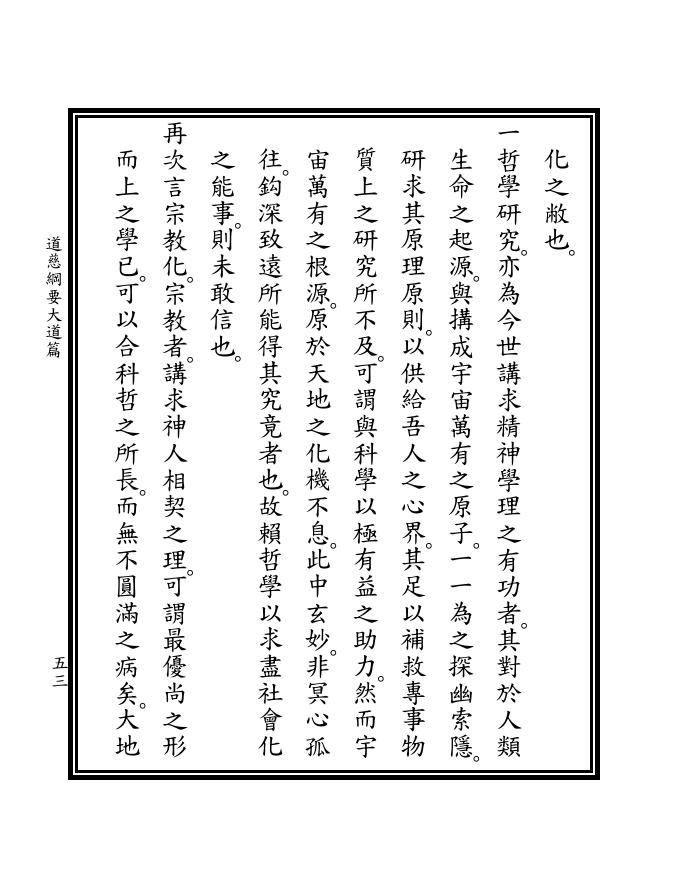 化之敝也。
一哲學研究。亦為今世講求精神學理之有功者。其對於人類
生命之起源。與搆成宇宙萬有之原子。一一為之探幽索隱。
研求其原理原則。以供給吾人之心界。其足以補救專事物
質上之研究所不及。可謂與科學以極有益之助力。然而宇
宙萬有之根源。原於天地之化機不息。此中玄妙。非冥心孤
往。鈎深致遠所能得其究竟者也。故賴哲學以求盡社會化
之能事。則未敢信也。
再次言宗教化。宗教者。講求神人相契之理。可謂最優尚之形
而上之學已。可以合科哲之所長。而無不圓滿之病矣。大地
道慈綱要大道篇
五三